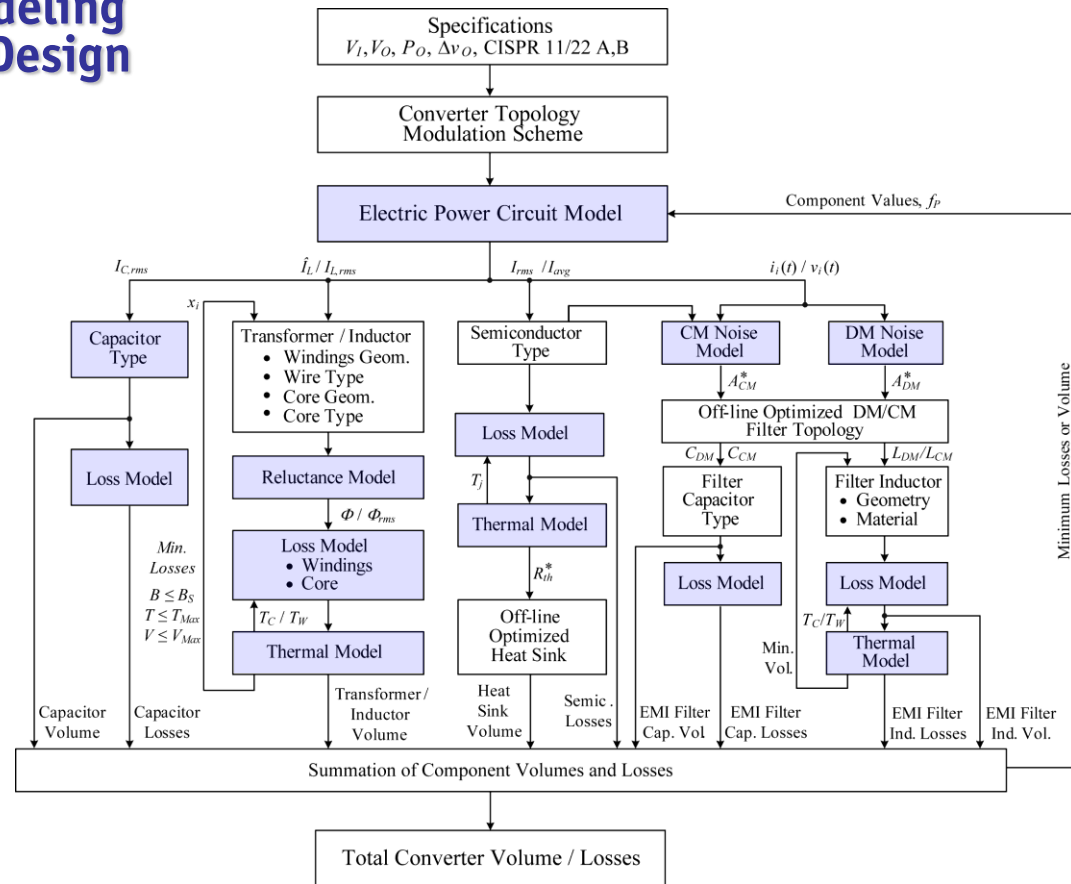 Design
Specifications
V_I, V_O, P_O, Δv_O, CISPR 11/22 A,B
Converter Topology
Modulation Scheme
Electric Power Circuit Model
Component Values, f_P
I_C,rms
Î_L / I_L,rms
I_rms / I_avg
i_i(t) / v_i(t)
x_i
Capacitor
Type
Transformer / Inductor
• Windings Geom.
• Wire Type
• Core Geom.
• Core Type
Semiconductor
Type
CM Noise
Model
DM Noise
Model
A*_CM
A*_DM
Off-line Optimized DM/CM
Filter Topology
Loss Model
Loss Model
Reluctance Model
C_DM
C_CM
L_DM/L_CM
T_j
Filter
Capacitor
Type
Filter Inductor
• Geometry
• Material
Thermal Model
Φ / Φ_rms
Min.
Losses
B ≤ B_S
T ≤ T_Max
V ≤ V_Max
Loss Model
• Windings
• Core
R*_th
Loss Model
Loss Model
T_C / T_W
Off-line
Optimized
Heat Sink
T_C/T_W
Min.
Vol.
Thermal Model
Thermal
Model
Capacitor
Volume
Capacitor
Losses
Transformer /
Inductor
Volume
Heat
Sink
Volume
Semic.
Losses
EMI Filter
Cap. Vol.
EMI Filter
Cap. Losses
EMI Filter
Ind. Losses
EMI Filter
Ind. Vol.
Minimum Losses or Volume
Summation of Component Volumes and Losses
Total Converter Volume / Losses